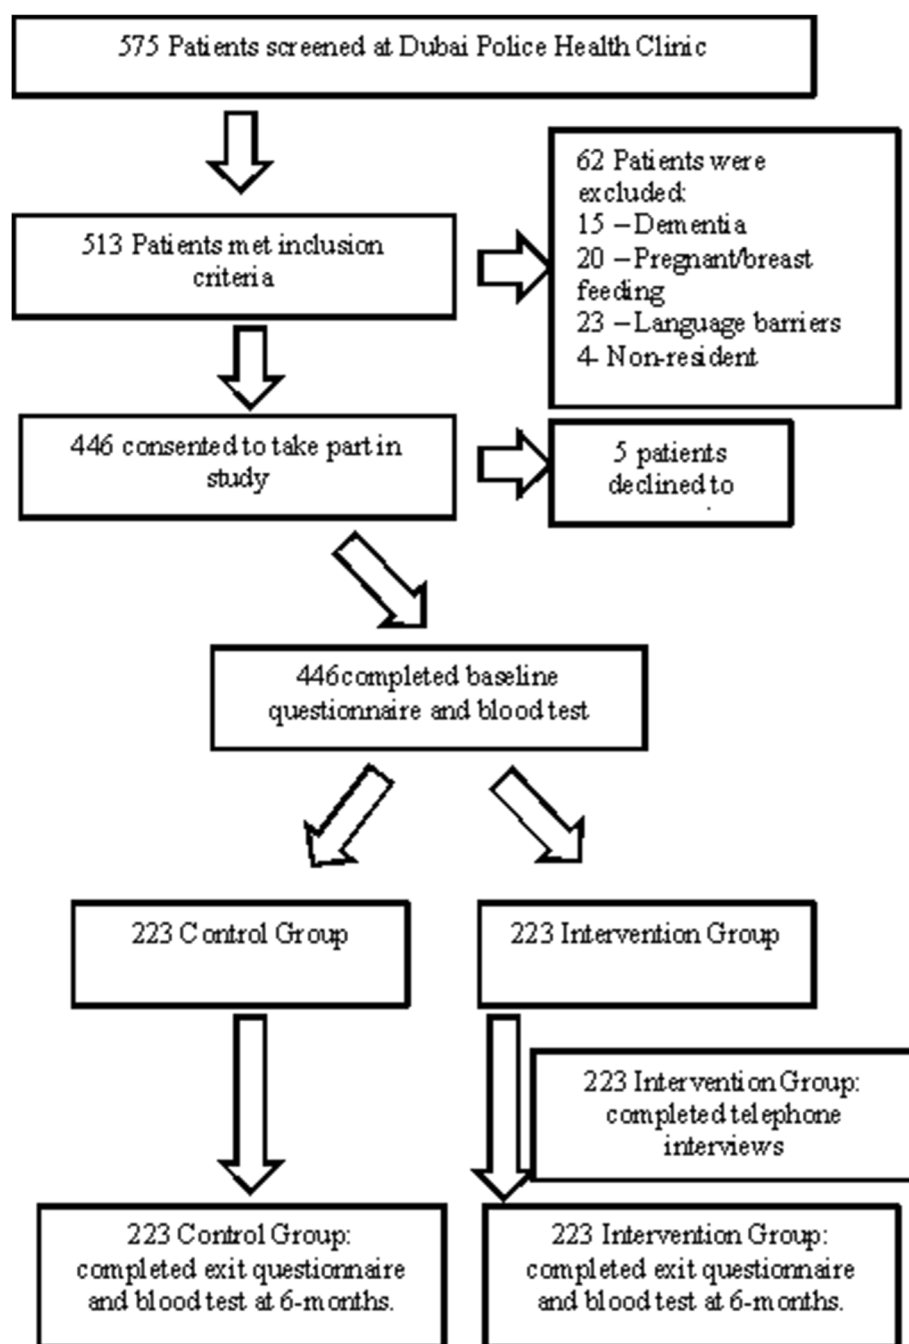 575 Patients screened at Dubai Police Health Clinic
62 Patients were
excluded:
15 – Dementia
20 – Pregnant/breast
feeding
23 – Language barriers
4- Non-resident
513 Patients met inclusion
criteria
446 consented to take part in
study
5 patients
declined to
446 completed baseline
questionnaire and blood test
223 Control Group
223 Intervention Group
223 Intervention Group:
completed telephone
interviews
223 Control Group:
completed exit questionnaire
and blood test at 6-months.
223 Intervention Group:
completed exit questionnaire
and blood test at 6-months.